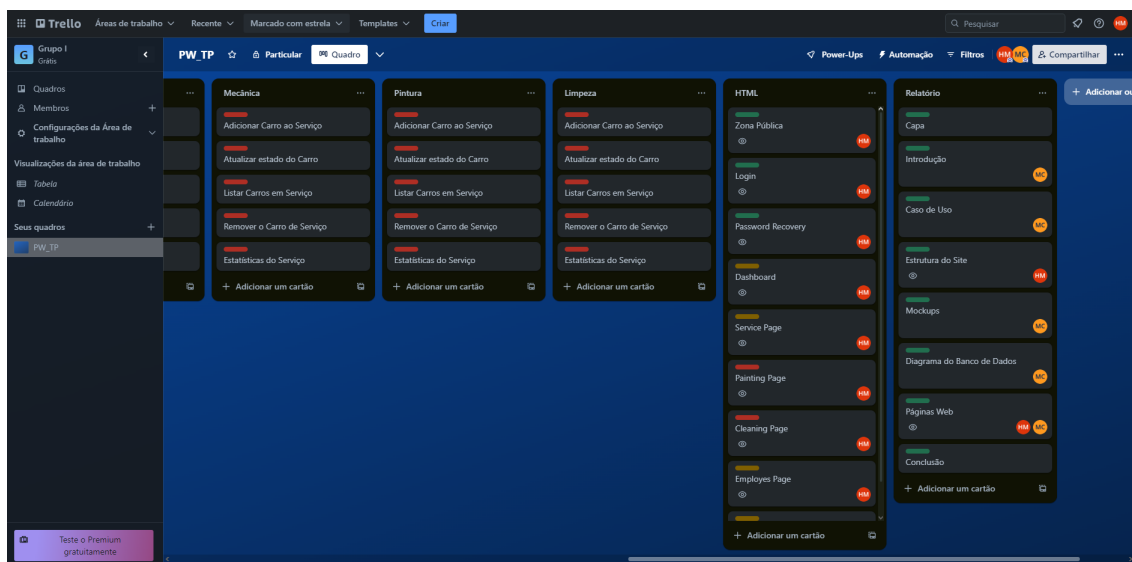 Trello
Áreas de trabalho
Recente
Marcado com estrela
Templates
Criar
Pesquisar
HM
G
Grupo I
Grátis
PW_TP
Particular
Quadro
Power-Ups
Automação
Filtros
HM
MC
Compartilhar
Quadros
Membros
Configurações da Área de
trabalho
Visualizações da área de trabalho
Tabela
Calendário
Seus quadros
PW_TP
Teste o Premium
gratuitamente
Mecânica
Adicionar Carro ao Serviço
Atualizar estado do Carro
Listar Carros em Serviço
Remover o Carro de Serviço
Estatísticas do Serviço
+ Adicionar um cartão
Pintura
Adicionar Carro ao Serviço
Atualizar estado do Carro
Listar Carros em Serviço
Remover o Carro de Serviço
Estatísticas do Serviço
+ Adicionar um cartão
Limpeza
Adicionar Carro ao Serviço
Atualizar estado do Carro
Listar Carros em Serviço
Remover o Carro de Serviço
Estatísticas do Serviço
+ Adicionar um cartão
HTML
Zona Pública
HM
Login
HM
Password Recovery
HM
Dashboard
HM
Service Page
HM
Painting Page
HM
Cleaning Page
HM
Employes Page
HM
+ Adicionar um cartão
Relatório
Capa
Introdução
MC
Caso de Uso
MC
Estrutura do Site
HM
Mockups
MC
Diagrama do Banco de Dados
MC
Páginas Web
HM
MC
Conclusão
+ Adicionar um cartão
+ Adicionar